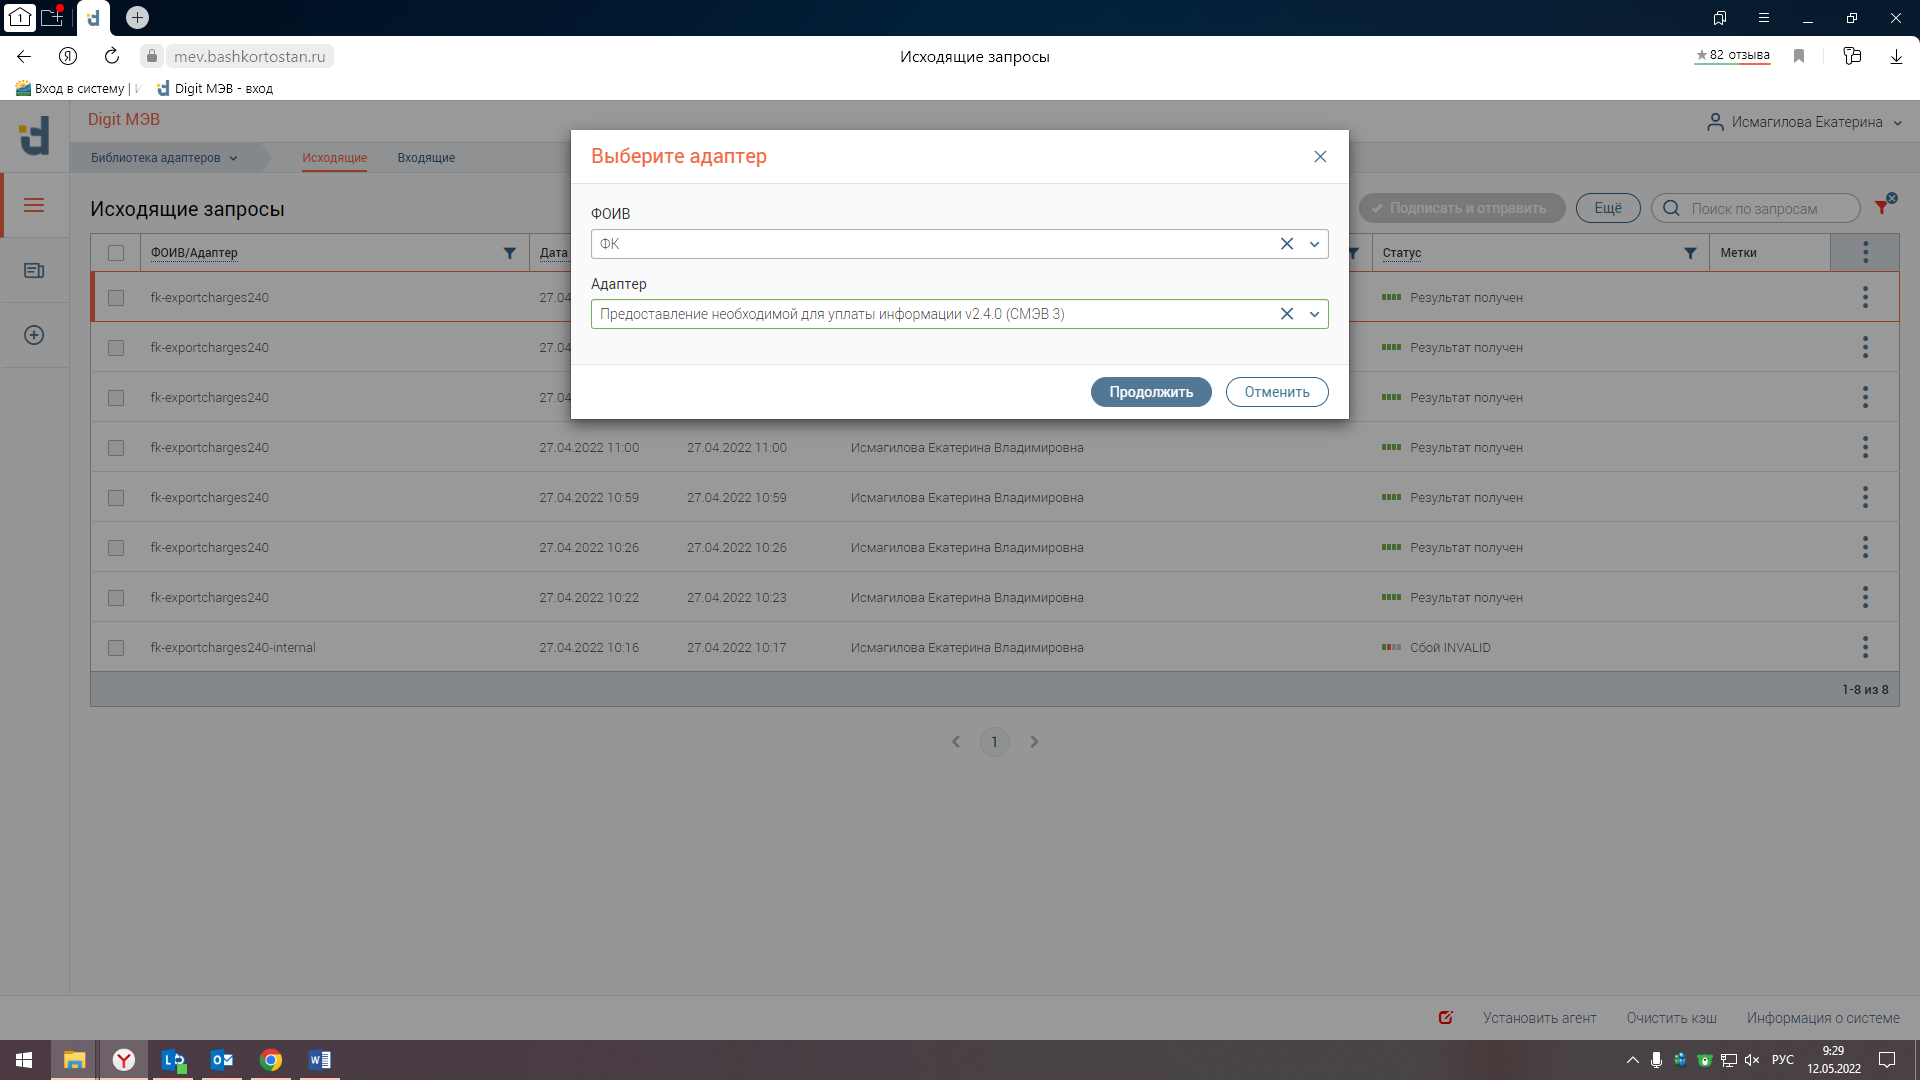 1
mev.bashkortostan.ru
Исходящие запросы
★ 82 отзыва
Вход в систему | И
Digit МЭВ - вход
Digit МЭВ
Исмагилова Екатерина
Библиотека адаптеров
Исходящие
Входящие
Выберите адаптер
ФОИВ
ФК
Адаптер
Предоставление необходимой для уплаты информации v2.4.0 (СМЭВ 3)
Продолжить
Отменить
Исходящие запросы
Подписать и отправить
Ещё
Поиск по запросам
ФОИВ/Адаптер Дата Статус Метки
fk-exportcharges240 27.04 Результат получен
fk-exportcharges240 27.04 Результат получен
fk-exportcharges240 27.04 Результат получен
fk-exportcharges240 27.04.2022 11:00 27.04.2022 11:00 Исмагилова Екатерина Владимировна Результат получен
fk-exportcharges240 27.04.2022 10:59 27.04.2022 10:59 Исмагилова Екатерина Владимировна Результат получен
fk-exportcharges240 27.04.2022 10:26 27.04.2022 10:26 Исмагилова Екатерина Владимировна Результат получен
fk-exportcharges240 27.04.2022 10:22 27.04.2022 10:23 Исмагилова Екатерина Владимировна Результат получен
fk-exportcharges240-internal 27.04.2022 10:16 27.04.2022 10:17 Исмагилова Екатерина Владимировна Сбой INVALID
1-8 из 8
1
Установить агент
Очистить кэш
Информация о системе
РУС
9:29
12.05.2022